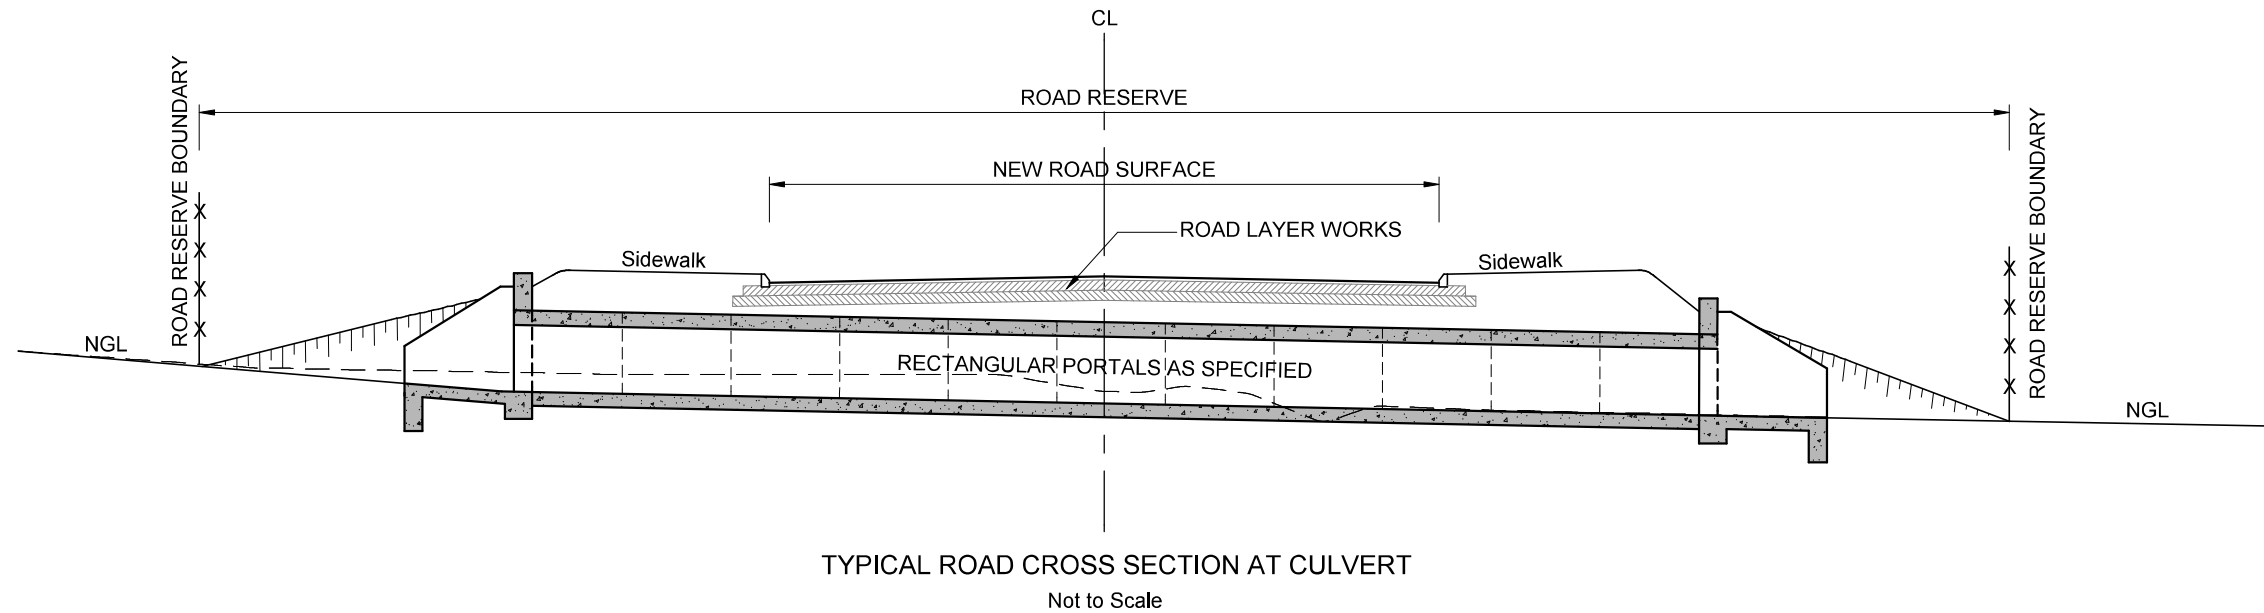 CL
ROAD RESERVE
ROAD RESERVE BOUNDARY
ROAD RESERVE BOUNDARY
NEW ROAD SURFACE
ROAD LAYER WORKS
Sidewalk
Sidewalk
NGL
RECTANGULAR PORTALS AS SPECIFIED
NGL
TYPICAL ROAD CROSS SECTION AT CULVERT
Not to Scale